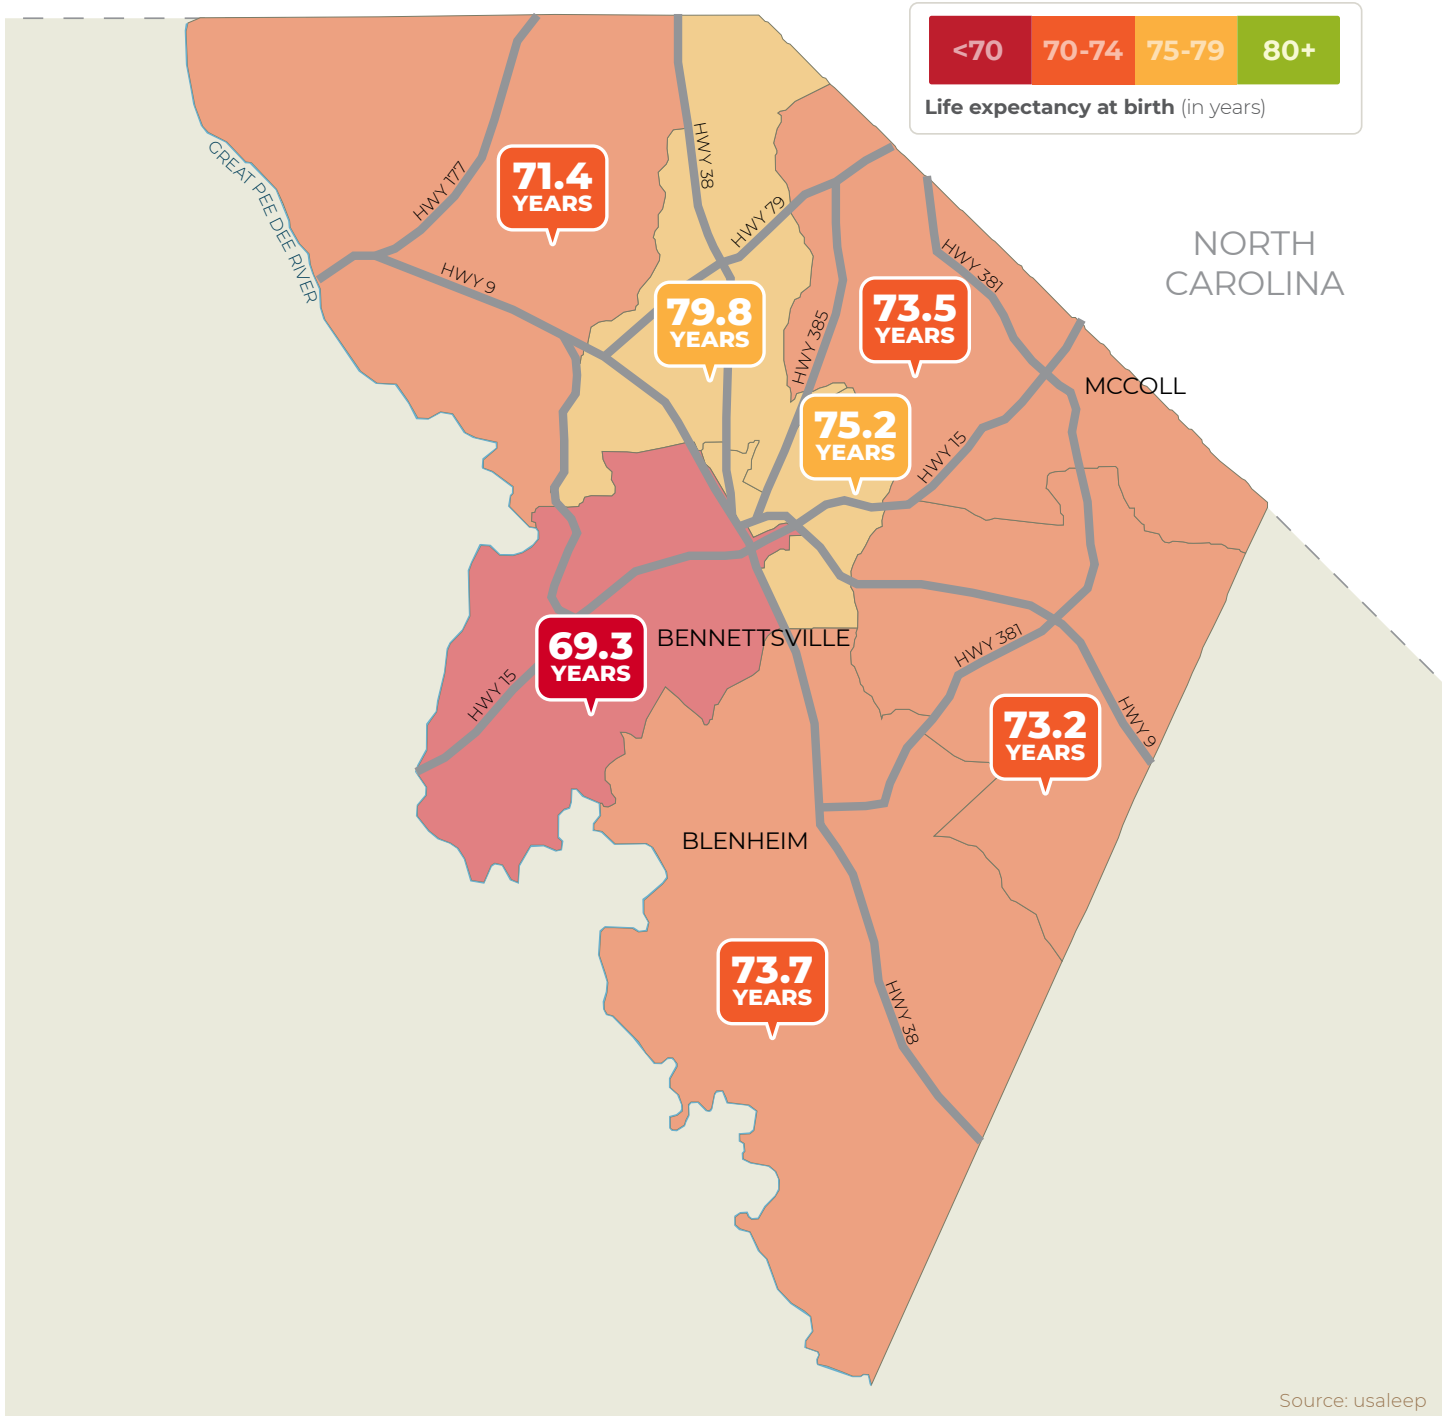 <70
70-74
75-79
80+
Life expectancy at birth (in years)
GREAT PEE DEE RIVER
HWY 177
71.4
YEARS
HWY 38
HWY 79
NORTH
CAROLINA
HWY 9
HWY 381
79.8
YEARS
73.5
YEARS
HWY 385
MCCOLL
75.2
YEARS
HWY 15
69.3
YEARS
BENNETTSVILLE
HWY 381
HWY 15
73.2
YEARS
HWY 9
BLENHEIM
73.7
YEARS
HWY 38
Source: usaleep